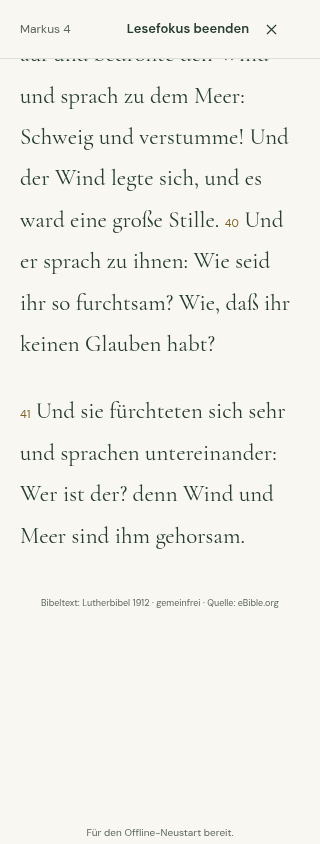 Markus 4
Lesefokus beenden
und sprach zu dem Meer:
Schweig und verstumme! Und
der Wind legte sich, und es
ward eine große Stille. 40 Und
er sprach zu ihnen: Wie seid
ihr so furchtsam? Wie, daß ihr
keinen Glauben habt?
41 Und sie fürchteten sich sehr
und sprachen untereinander:
Wer ist der? denn Wind und
Meer sind ihm gehorsam.
Bibeltext: Lutherbibel 1912 · gemeinfrei · Quelle: eBible.org
Für den Offline-Neustart bereit.